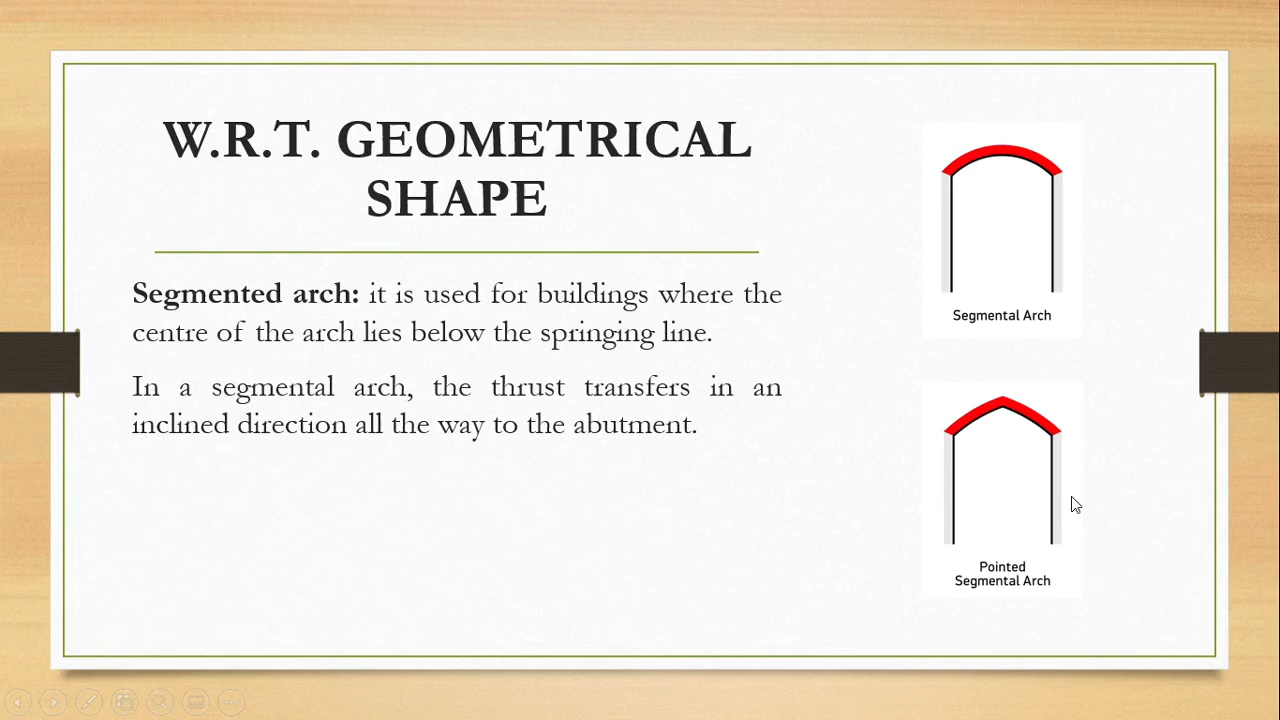 W.R.T. GEOMETRICAL
SHAPE
Segmented arch: it is used for buildings where the
centre of the arch lies below the springing line.
In a segmental arch, the thrust transfers in an
inclined direction all the way to the abutment.
Segmental Arch
Pointed
Segmental Arch